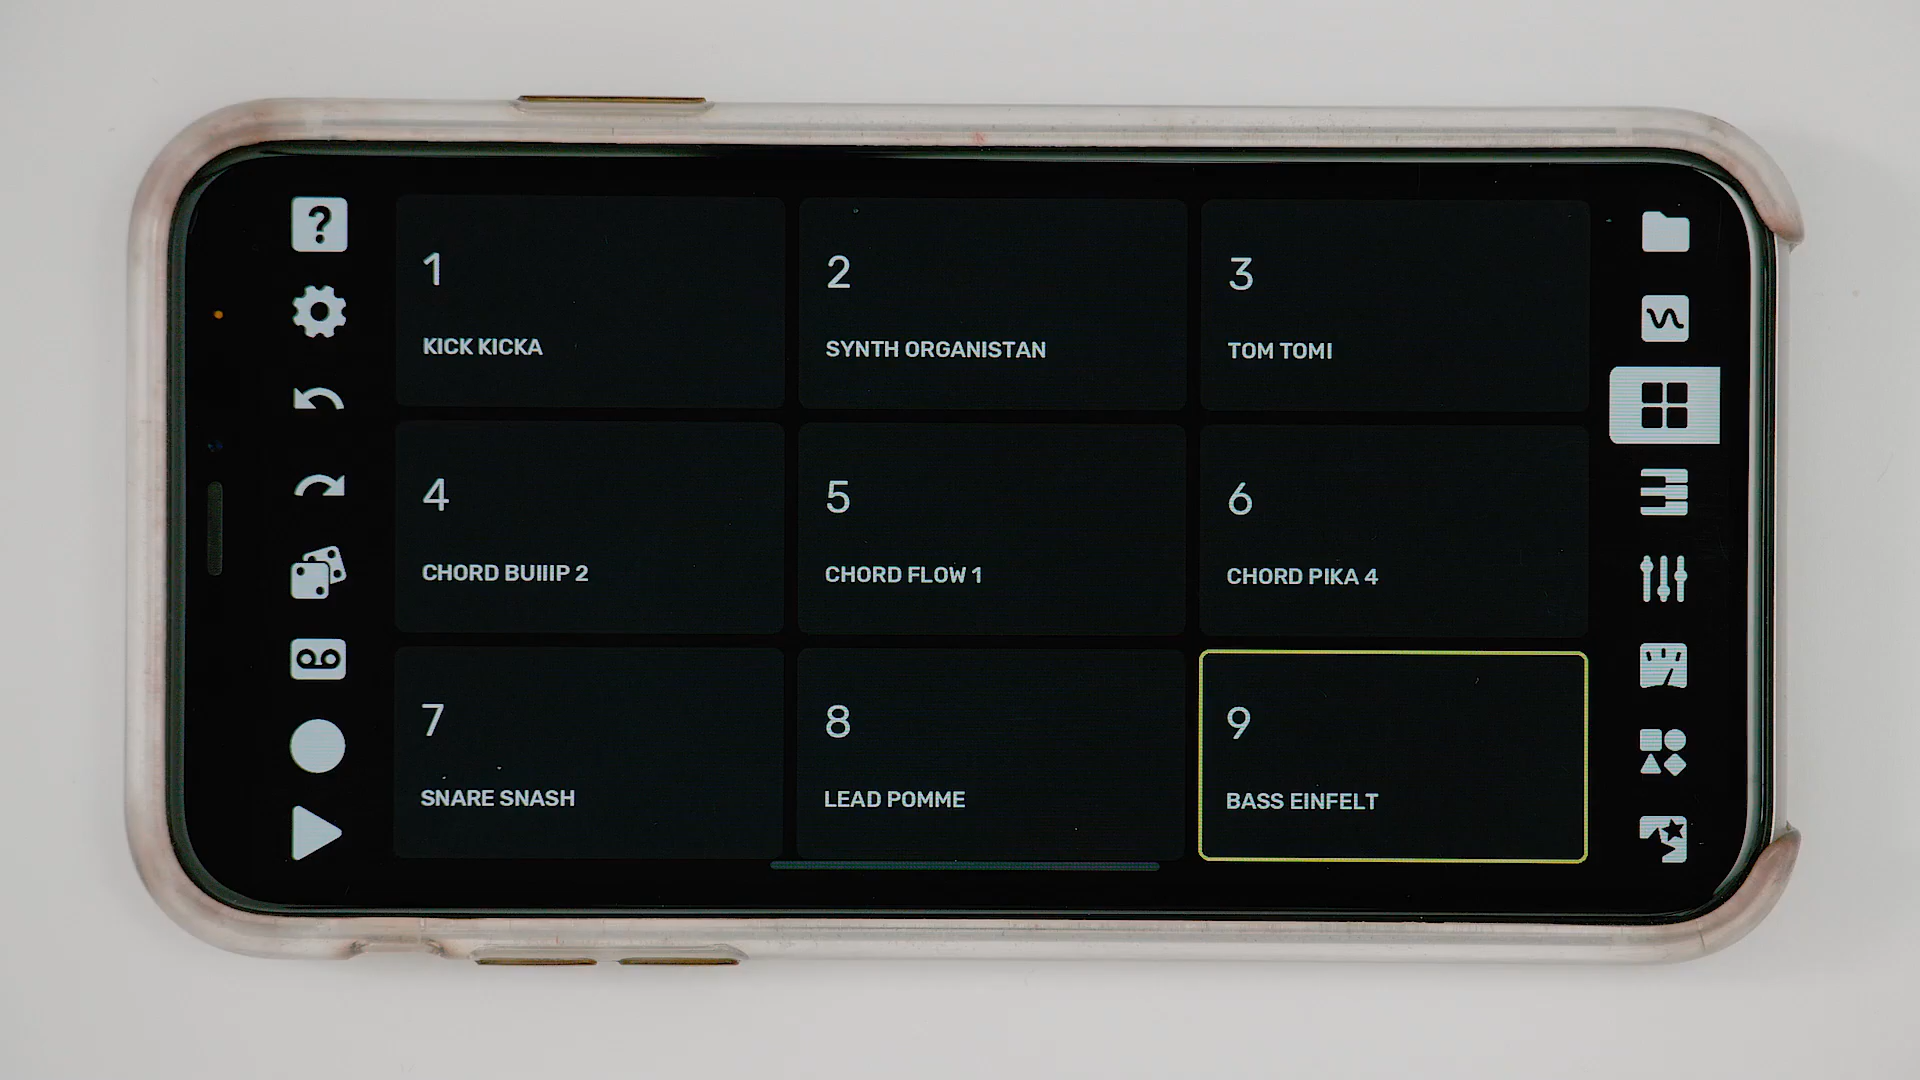 ?
1
KICK KICKA
2
SYNTH ORGANISTAN
3
TOM TOMI
4
CHORD BUIIIP 2
5
CHORD FLOW 1
6
CHORD PIKA 4
7
SNARE SNASH
8
LEAD POMME
9
BASS EINFELT